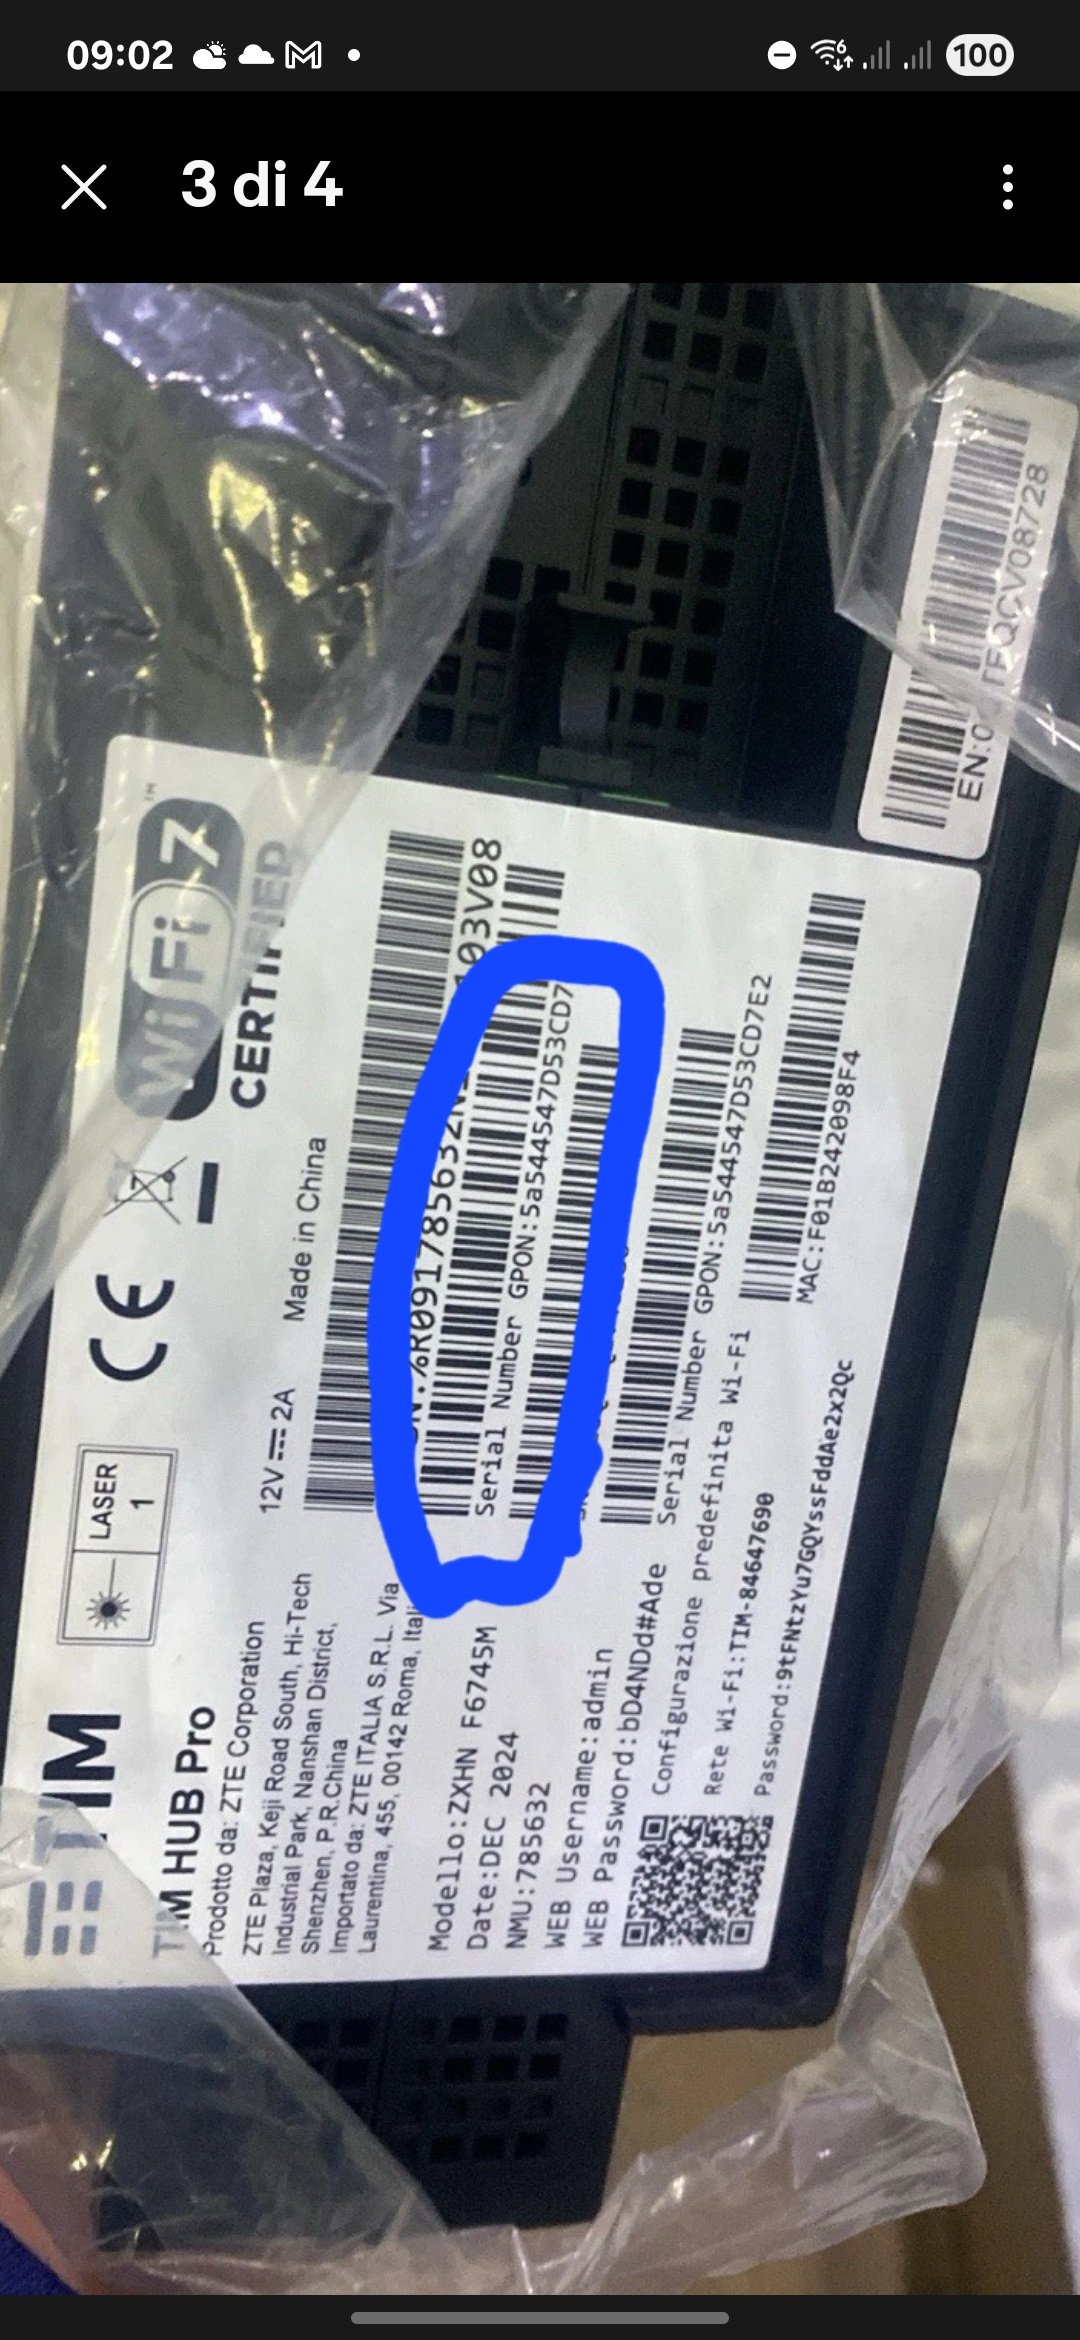 09:02
100
3 di 4
TIM
TIM HUB Pro
Prodotto da: ZTE Corporation
ZTE Plaza, Keji Road South, Hi-Tech
Industrial Park, Nanshan District,
Shenzhen, P.R.China
Importato da: ZTE ITALIA S.R.L. Via
Laurentina, 455, 00142 Roma, Itali
LASER
1
12V 2A
Made in China
WiFi 7 ™
CERTIFIED
Modello:ZXHN F6745M
Date:DEC 2024
NMU:785632
WEB Username:admin
WEB Password:bD4NDd#Ade
Serial Number GPON:5a544547D53CD7
Serial Number GPON:5a544547D53CD7E2
Configurazione predefinita Wi-Fi
Rete Wi-Fi:TIM-84647690
Password:9tFNtzYu7GQYssFddAe2x2Qc
MAC:F01B242098F4